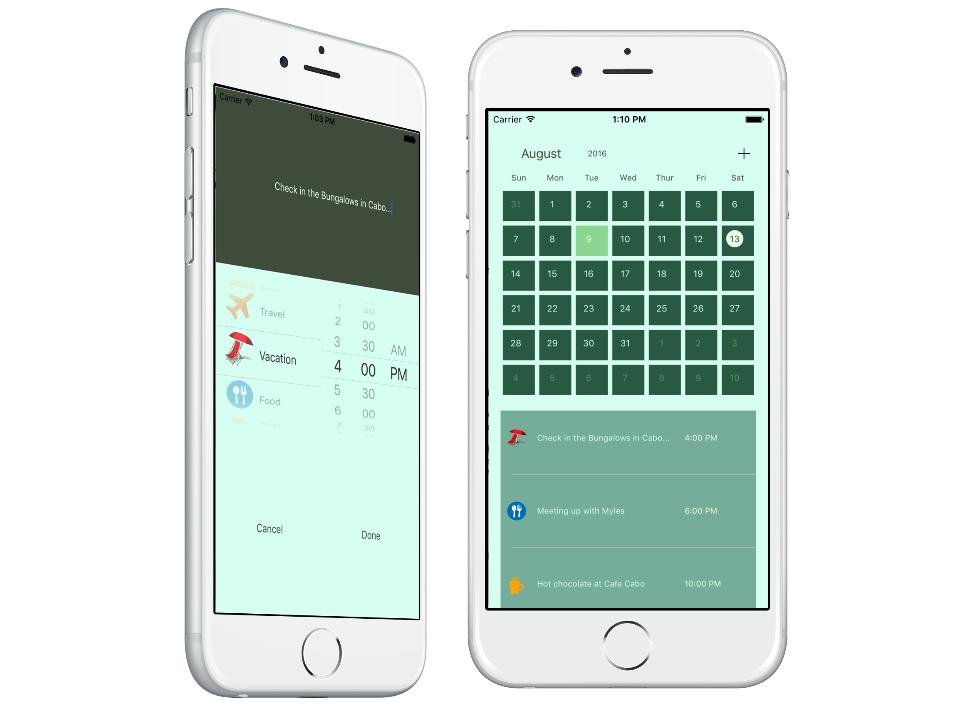 Carrier
1:03 PM
Check in the Bungalows in Cabo...
Travel
Vacation
Food
1 30
2 00
3 30 AM
4 00 PM
5 30
6 00
7 30
Cancel Done
Carrier 1:10 PM
August 2016 +
Sun Mon Tue Wed Thur Fri Sat
31 1 2 3 4 5 6
7 8 9 10 11 12 13
14 15 16 17 18 19 20
21 22 23 24 25 26 27
28 29 30 31 1 2 3
4 5 6 7 8 9 10
Check in the Bungalows in Cabo... 4:00 PM
Meeting up with Myles 6:00 PM
Hot chocolate at Cafe Cabo 10:00 PM